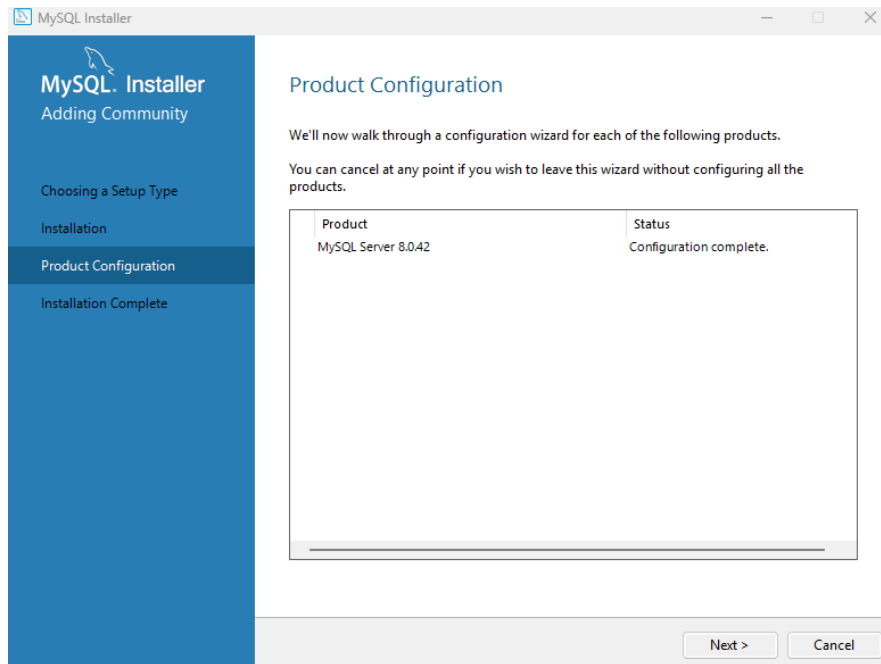 MySQL Installer
MySQL. Installer
Adding Community
Choosing a Setup Type
Installation
Product Configuration
Installation Complete
Product Configuration
We'll now walk through a configuration wizard for each of the following products.
You can cancel at any point if you wish to leave this wizard without configuring all the
products.
Product Status
MySQL Server 8.0.42 Configuration complete.
Next > Cancel